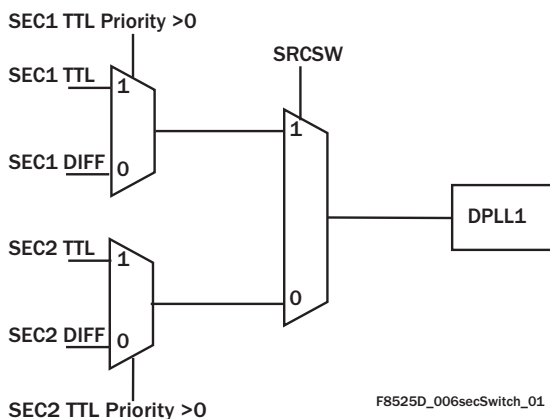 SEC1 TTL Priority >0
SEC1 TTL
1
SRCSW
1
SEC1 DIFF
0
DPLL1
SEC2 TTL
1
0
SEC2 DIFF
0
SEC2 TTL Priority >0
F8525D_006secSwitch_01